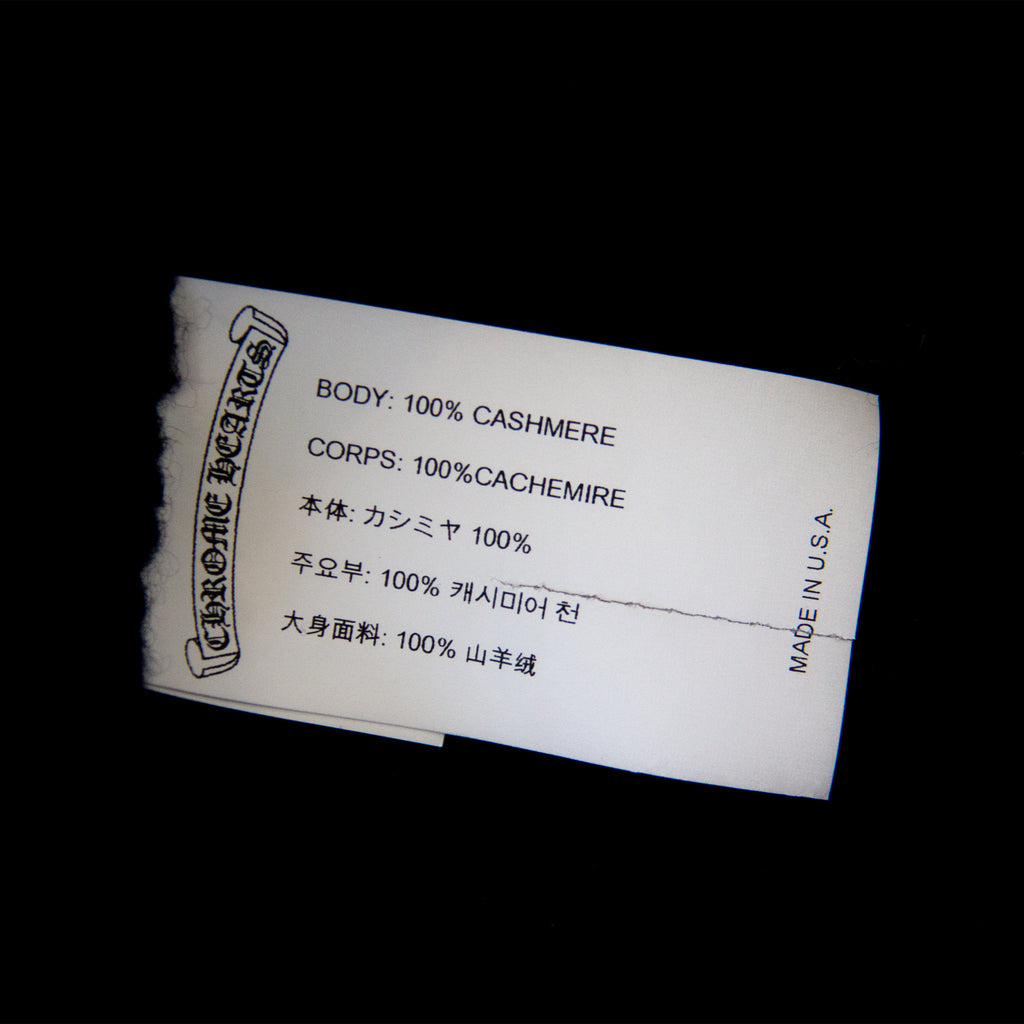 CHROME HEARTS
BODY: 100% CASHMERE
CORPS: 100%CACHEMIRE
本体: カシミヤ 100%
주요부: 100% 캐시미어 천
大身面料: 100% 山羊绒
MADE IN U.S.A.